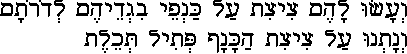 וְעָשׂוּ לָהֶם צִיצִת עַל כַּנְפֵי בִגְדֵיהֶם לְדֹרֹתָם
וְנָתְנוּ עַל צִיצִת הַכָּנָף פְּתִיל תְּכֵלֶת